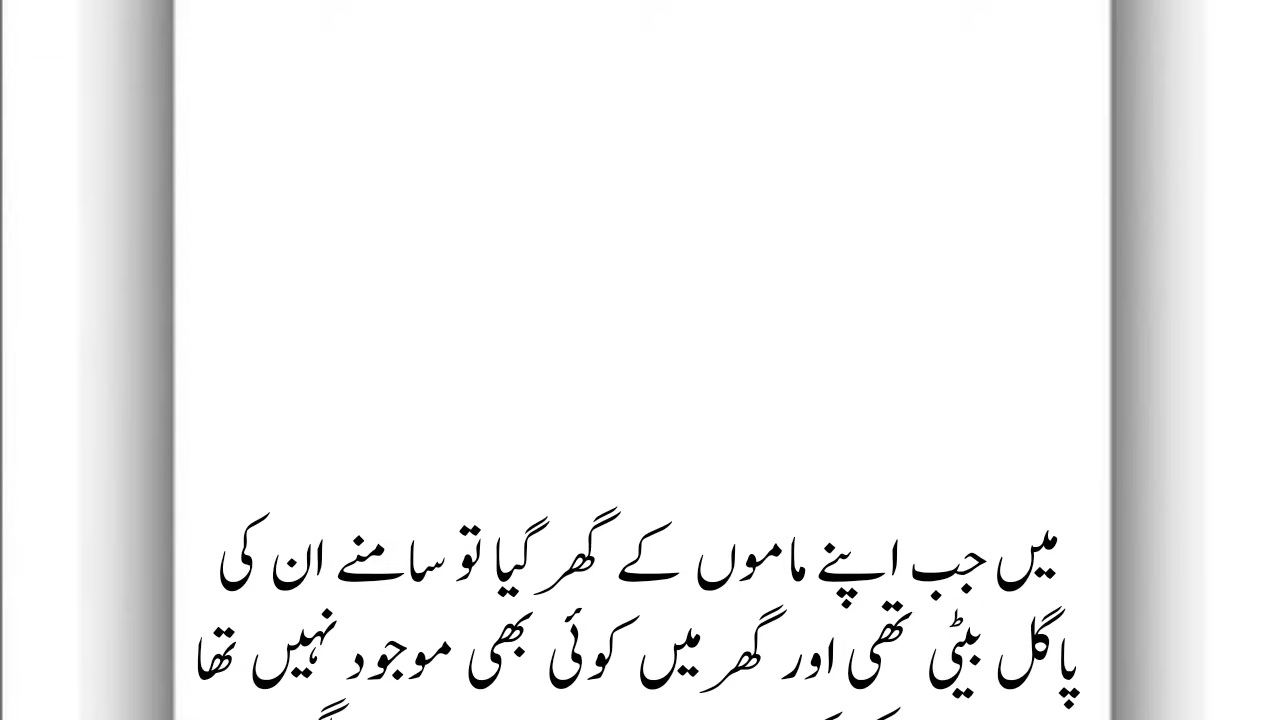 میں جب اپنے ماموں کے گھر گیا تو سامنے ان کی
پاگل بیٹی تھی اور گھر میں کوئی بھی موجود نہیں تھا